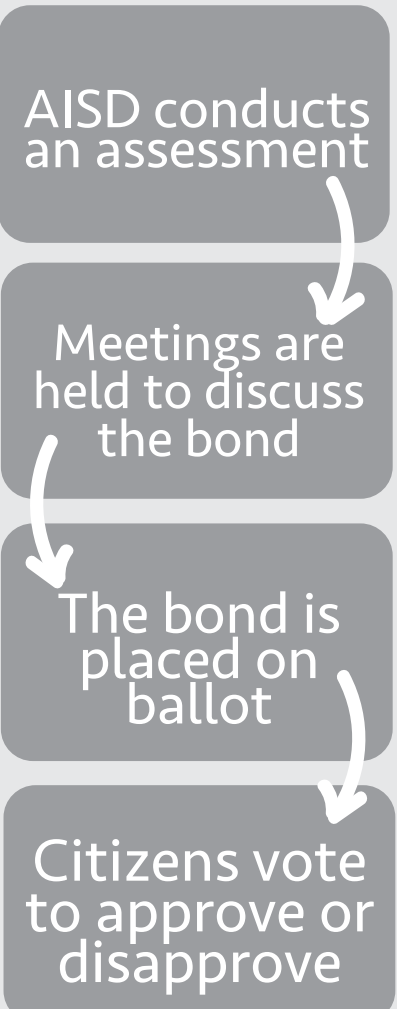 AISD conducts
an assessment
Meetings are
held to discuss
the bond
The bond is
placed on
ballot
Citizens vote
to approve or
disapprove